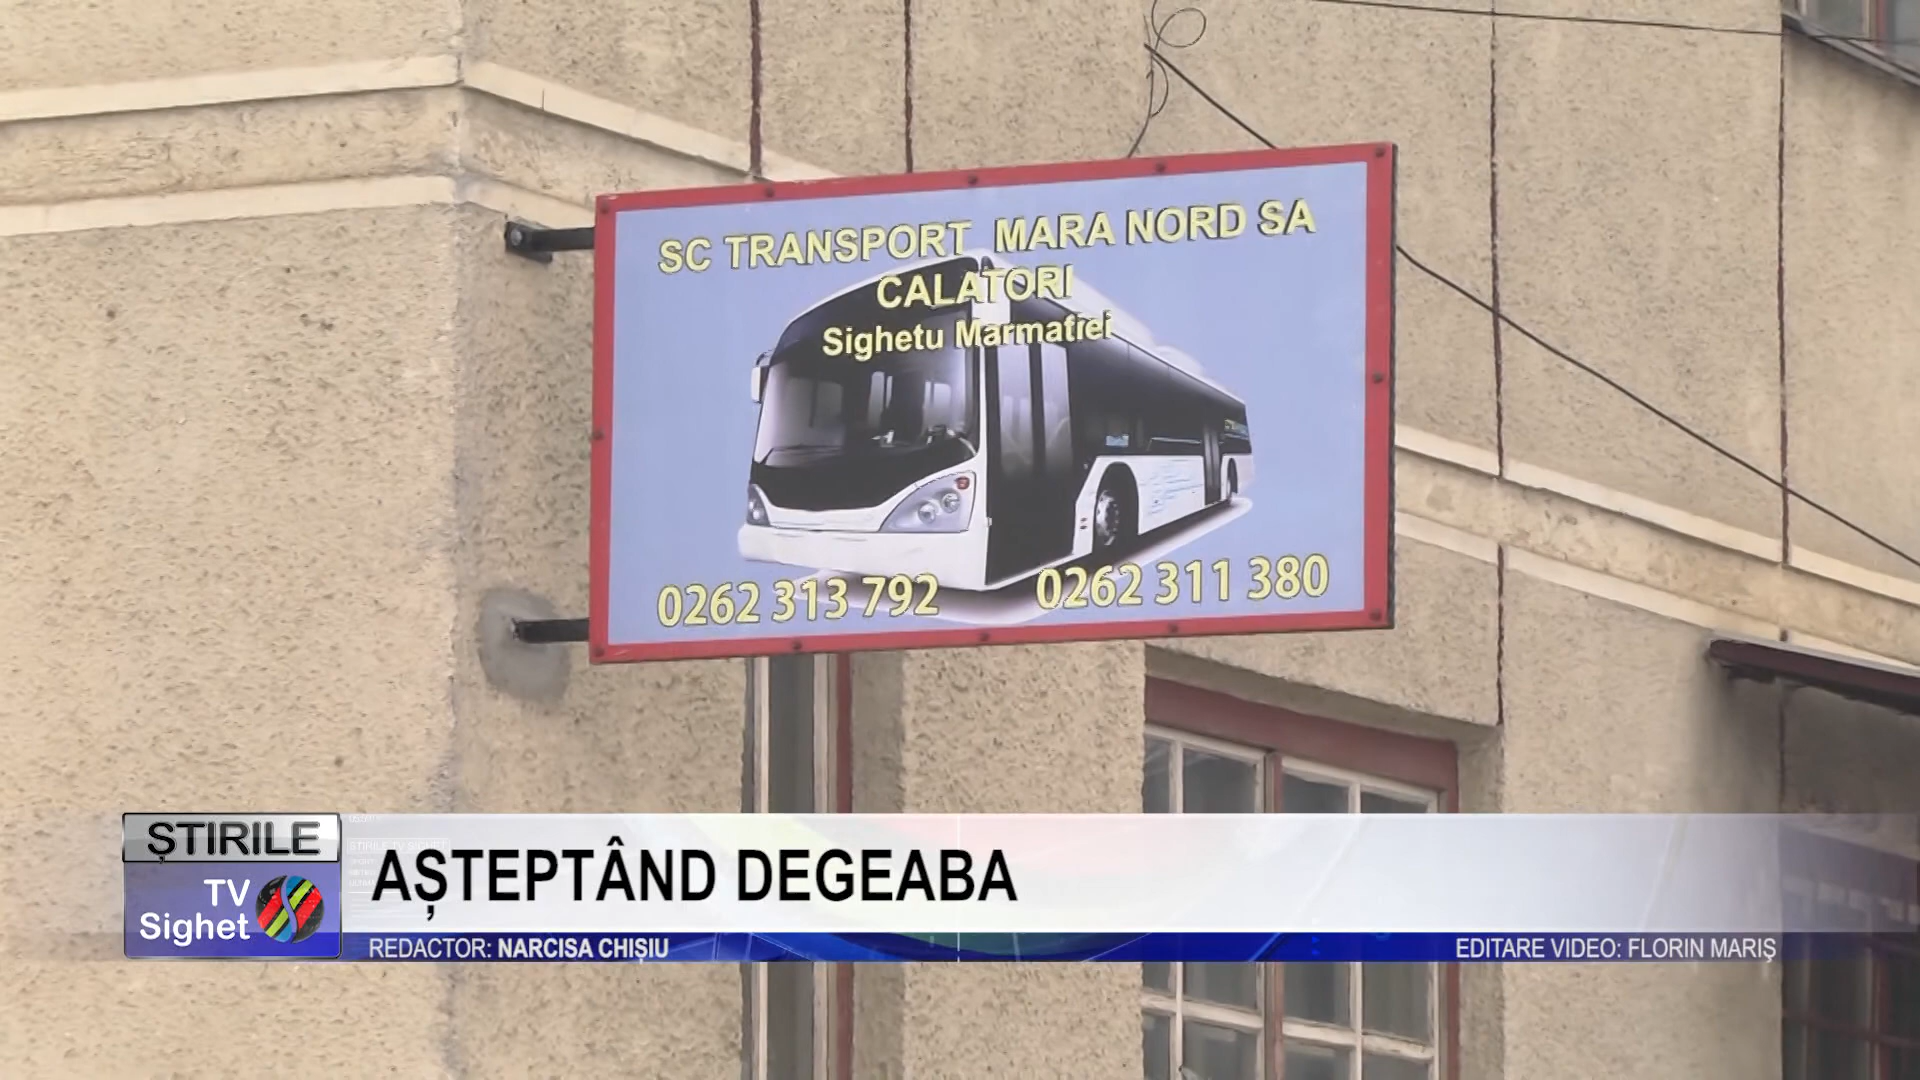 SC TRANSPORT MARA NORD SA
CALATORI
Sighetu Marmatiei
0262 313 792 0262 311 380
ȘTIRILE
TV
Sighet
AȘTEPTÂND DEGEABA
REDACTOR: NARCISA CHIȘIU
EDITARE VIDEO: FLORIN MARIȘ